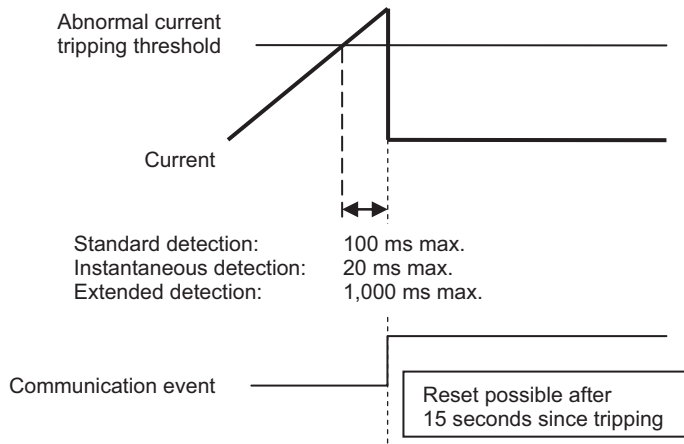 Abnormal current
tripping threshold
Current
Standard detection: 100 ms max.
Instantaneous detection: 20 ms max.
Extended detection: 1,000 ms max.
Communication event
Reset possible after
15 seconds since tripping